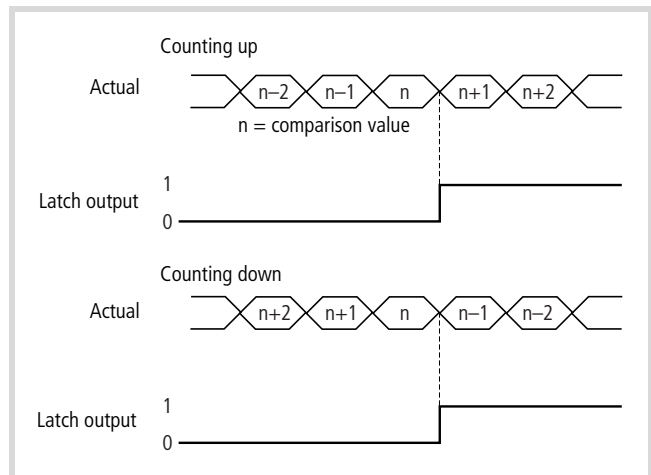 Counting up
Actual n–2 n–1 n n+1 n+2
n = comparison value
1
Latch output
0
Counting down
Actual n+2 n+1 n n–1 n–2
1
Latch output
0